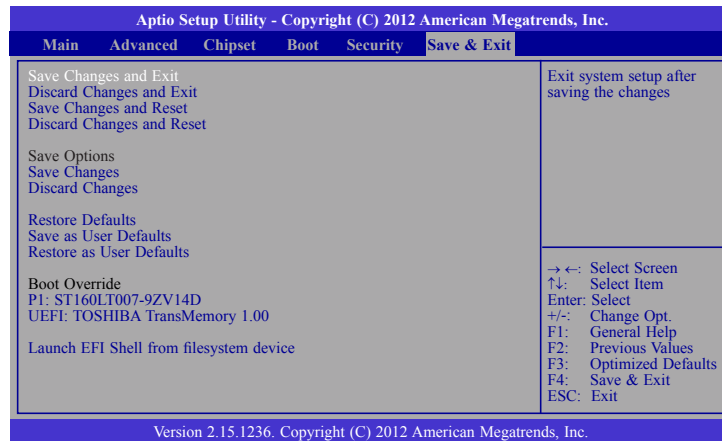 Aptio Setup Utility - Copyright (C) 2012 American Megatrends, Inc.
Main Advanced Chipset Boot Security Save & Exit
Save Changes and Exit
Discard Changes and Exit
Save Changes and Reset
Discard Changes and Reset
Save Options
Save Changes
Discard Changes
Restore Defaults
Save as User Defaults
Restore as User Defaults
Boot Override
P1: ST160LT007-9ZV14D
UEFI: TOSHIBA TransMemory 1.00
Launch EFI Shell from filesystem device
Exit system setup after
saving the changes
→←: Select Screen
↑↓: Select Item
Enter: Select
+/-: Change Opt.
F1: General Help
F2: Previous Values
F3: Optimized Defaults
F4: Save & Exit
ESC: Exit
Version 2.15.1236. Copyright (C) 2012 American Megatrends, Inc.